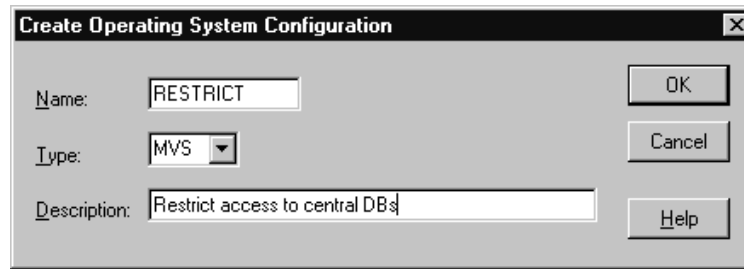 Create Operating System Configuration
Name: RESTRICT OK
Type: MVS Cancel
Description: Restrict access to central DBs Help